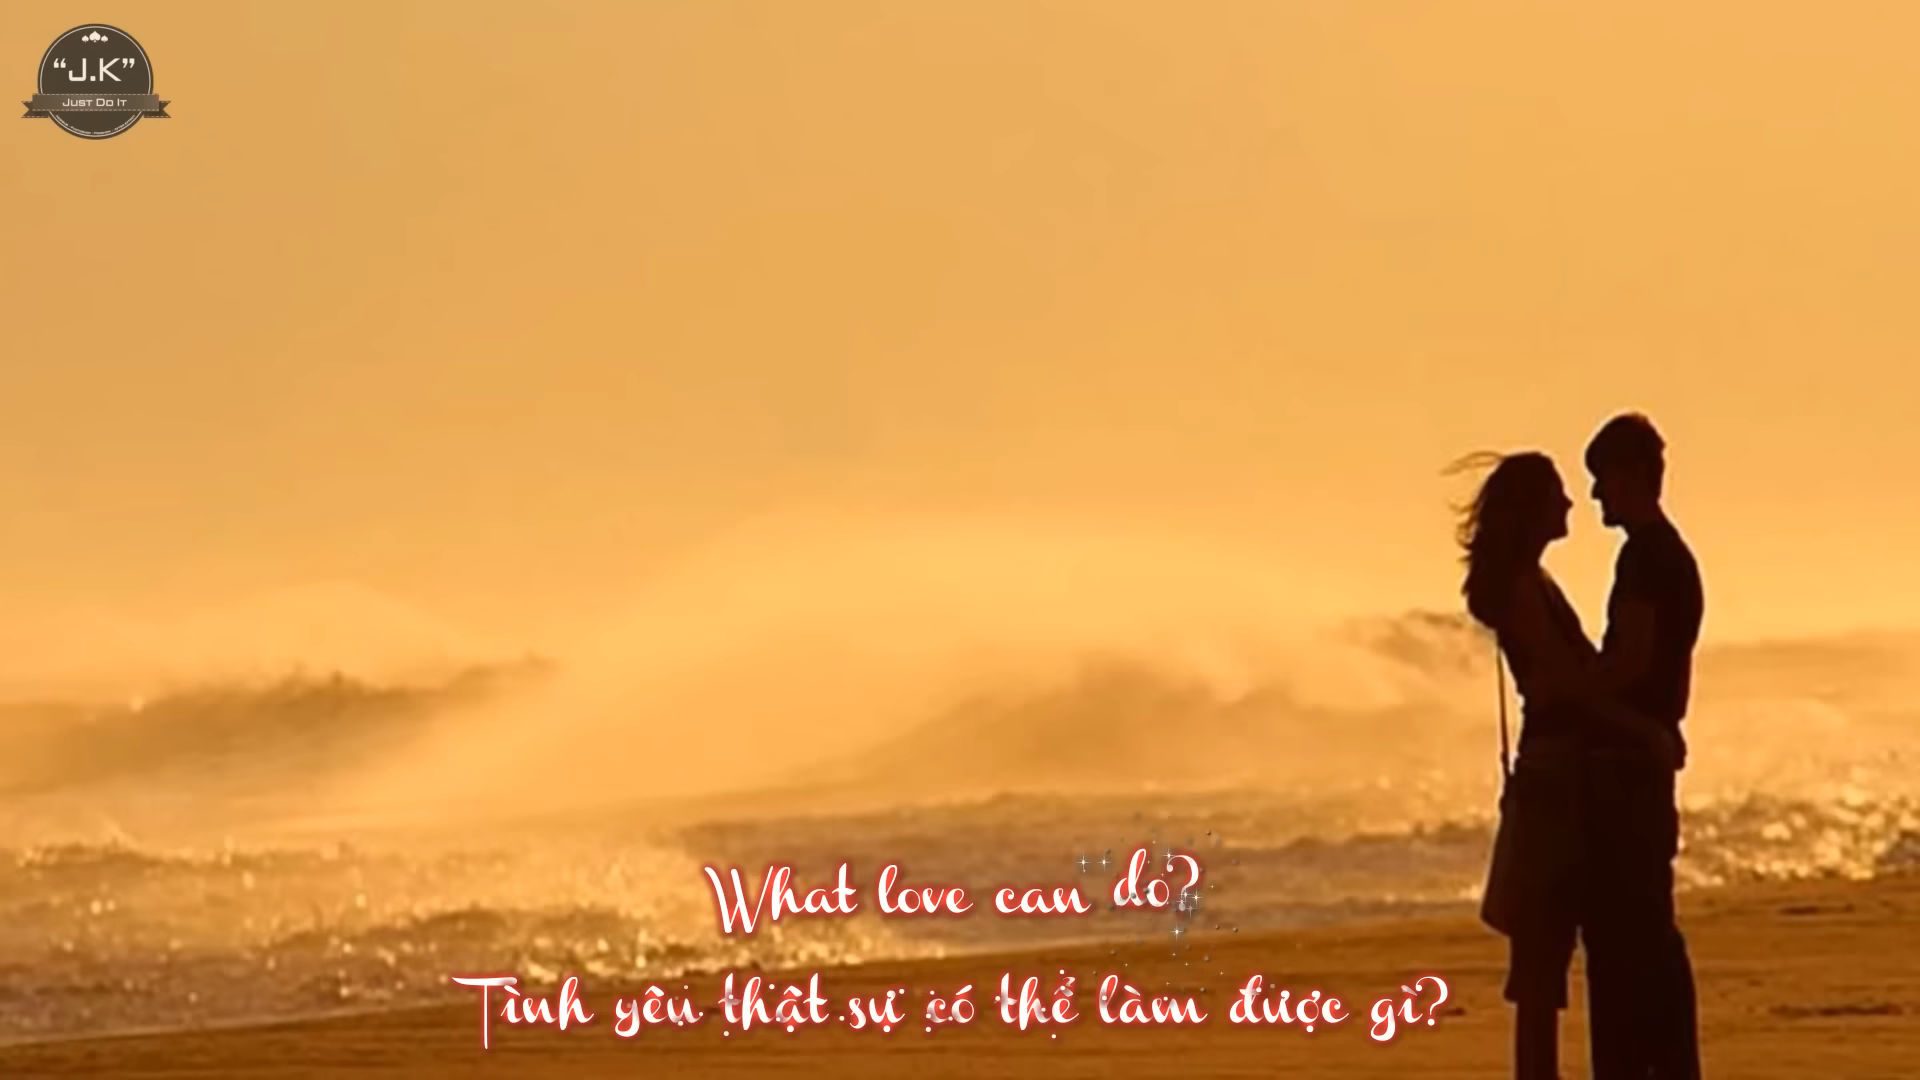 “J.K”
Just Do It
What love can do?
Tình yêu thật sự có thể làm được gì?